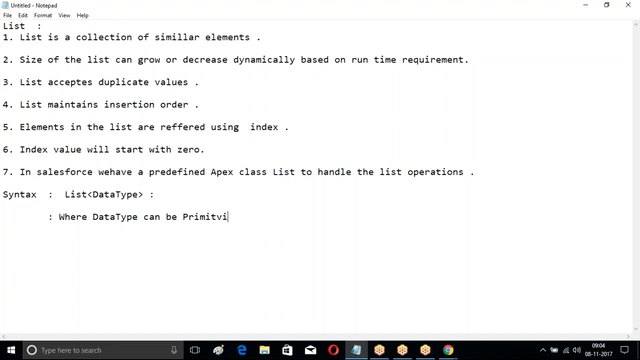 Untitled - Notepad
File Edit Format View Help
List :
1. List is a collection of simillar elements .
2. Size of the list can grow or decrease dynamically based on run time requirement.
3. List acceptes duplicate values .
4. List maintains insertion order .
5. Elements in the list are reffered using index .
6. Index value will start with zero.
7. In salesforce wehave a predefined Apex class List to handle the list operations .
Syntax : List<DataType> :
: Where DataType can be Primitvi
Type here to search
09:04
08-11-2017